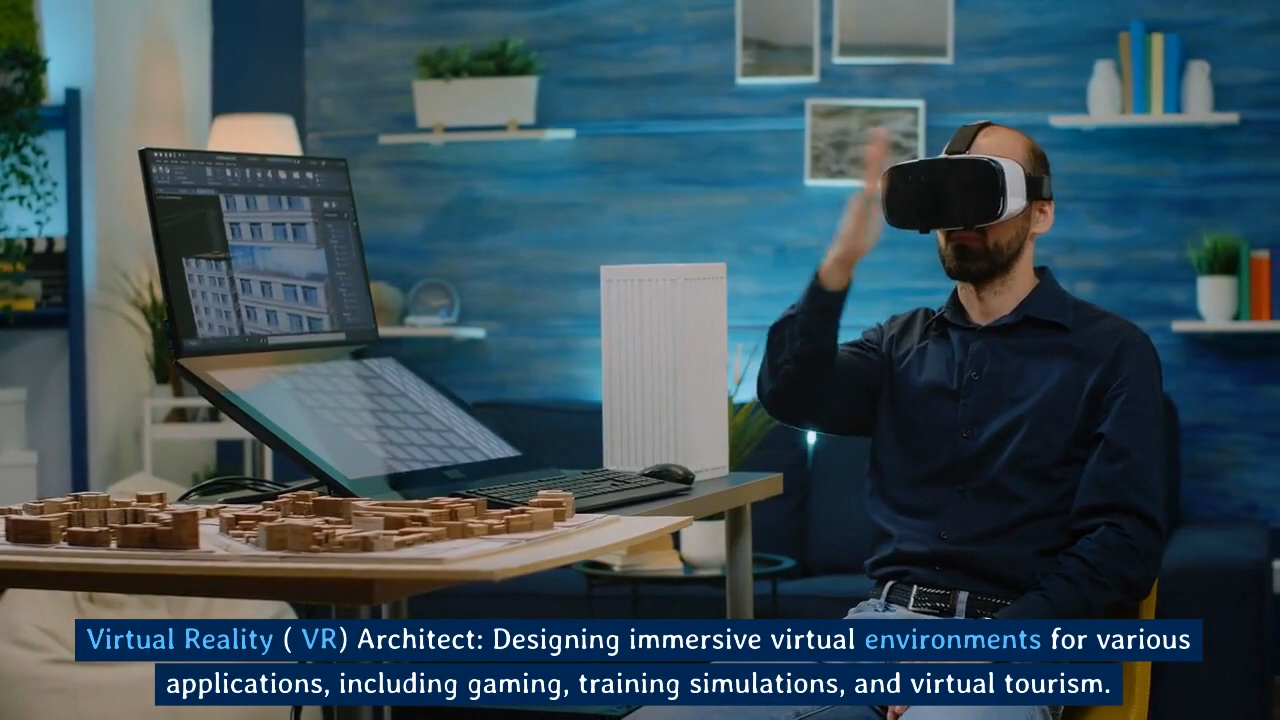 Virtual Reality ( VR) Architect: Designing immersive virtual environments for various
applications, including gaming, training simulations, and virtual tourism.